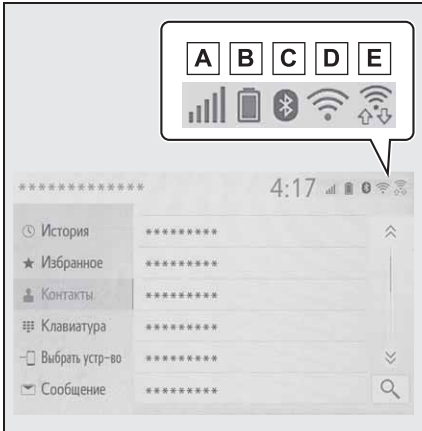 A B C D E
************* 4:17
История *********
Избранное *********
Контакты *********
Клавиатура *********
Выбрать устр-во *********
Сообщение *********